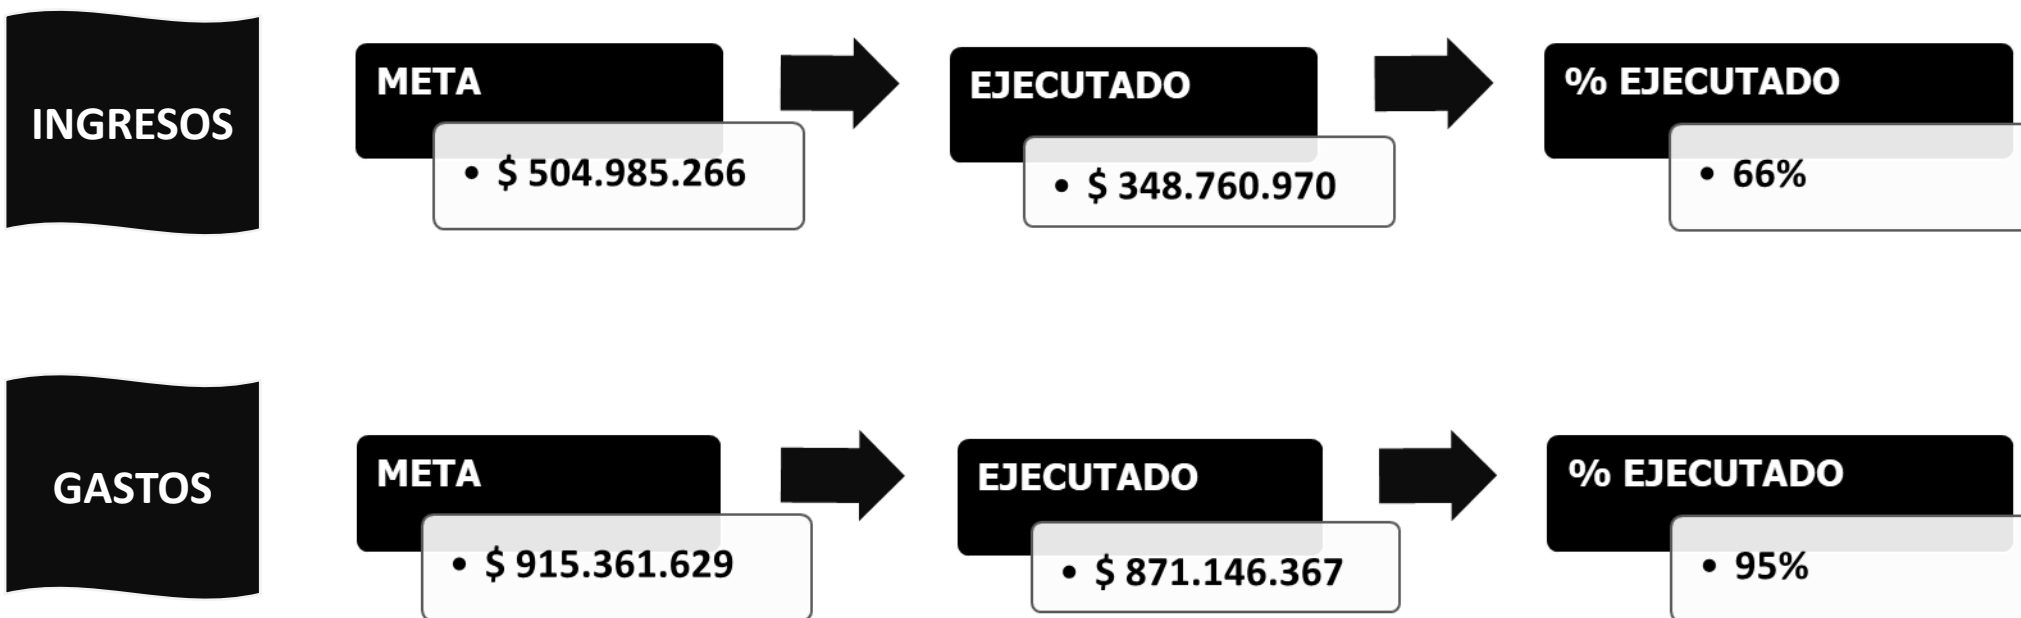 INGRESOS
META
• $ 504.985.266
EJECUTADO
• $ 348.760.970
% EJECUTADO
• 66%
GASTOS
META
• $ 915.361.629
EJECUTADO
• $ 871.146.367
% EJECUTADO
• 95%